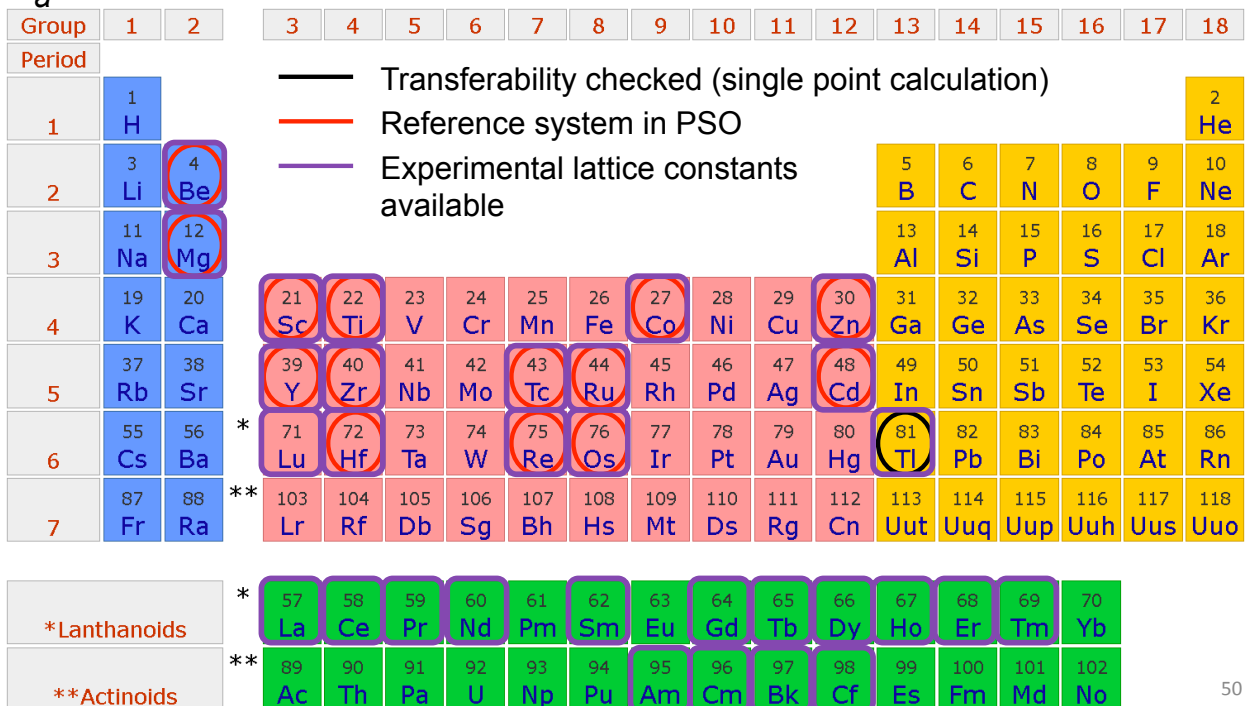 a
Group 1 2 3 4 5 6 7 8 9 10 11 12 13 14 15 16 17 18
Period
Transferability checked (single point calculation)
Reference system in PSO
Experimental lattice constants
available
1 2
1 H He
3 4 5 6 7 8 9 10
2 Li Be B C N O F Ne
11 12 13 14 15 16 17 18
3 Na Mg Al Si P S Cl Ar
19 20 21 22 23 24 25 26 27 28 29 30 31 32 33 34 35 36
4 K Ca Sc Ti V Cr Mn Fe Co Ni Cu Zn Ga Ge As Se Br Kr
37 38 39 40 41 42 43 44 45 46 47 48 49 50 51 52 53 54
5 Rb Sr Y Zr Nb Mo Tc Ru Rh Pd Ag Cd In Sn Sb Te I Xe
55 56 * 71 72 73 74 75 76 77 78 79 80 81 82 83 84 85 86
6 Cs Ba Lu Hf Ta W Re Os Ir Pt Au Hg Tl Pb Bi Po At Rn
87 88 ** 103 104 105 106 107 108 109 110 111 112 113 114 115 116 117 118
7 Fr Ra Lr Rf Db Sg Bh Hs Mt Ds Rg Cn Uut Uuq Uup Uuh Uus Uuo
* 57 58 59 60 61 62 63 64 65 66 67 68 69 70
*Lanthanoids La Ce Pr Nd Pm Sm Eu Gd Tb Dy Ho Er Tm Yb
** 89 90 91 92 93 94 95 96 97 98 99 100 101 102
**Actinoids Ac Th Pa U Np Pu Am Cm Bk Cf Es Fm Md No
50